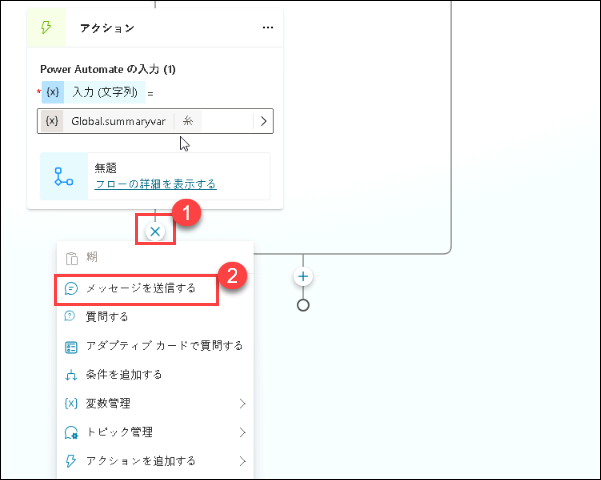 アクション
Power Automate の入力 (1)
* {x} 入力 (文字列) =
{x} Global.summaryvar 糸
無題
フローの詳細を表示する
1
糊
2
メッセージを送信する
質問する
アダプティブ カードで質問する
条件を追加する
{x} 変数管理
トピック管理
アクションを追加する